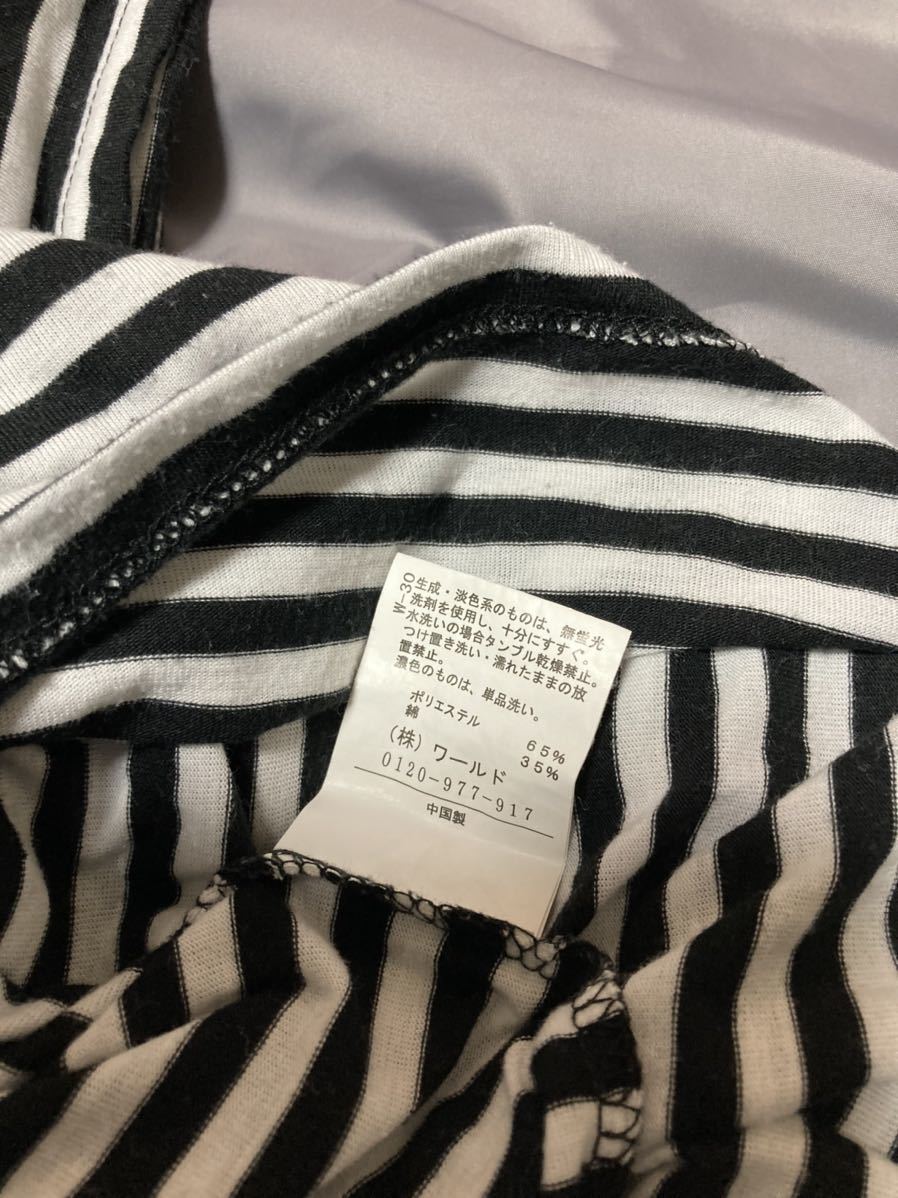 W-30
生成・淡色系のものは、無蛍光
洗剤を使用し、十分にすすぐ。
水洗いの場合タンブル乾燥禁止。
つけ置き洗い・濡れたままの放
置禁止。
濃色のものは、単品洗い。
ポリエステル 65%
綿 35%
(株)ワールド
0120-977-917
中国製